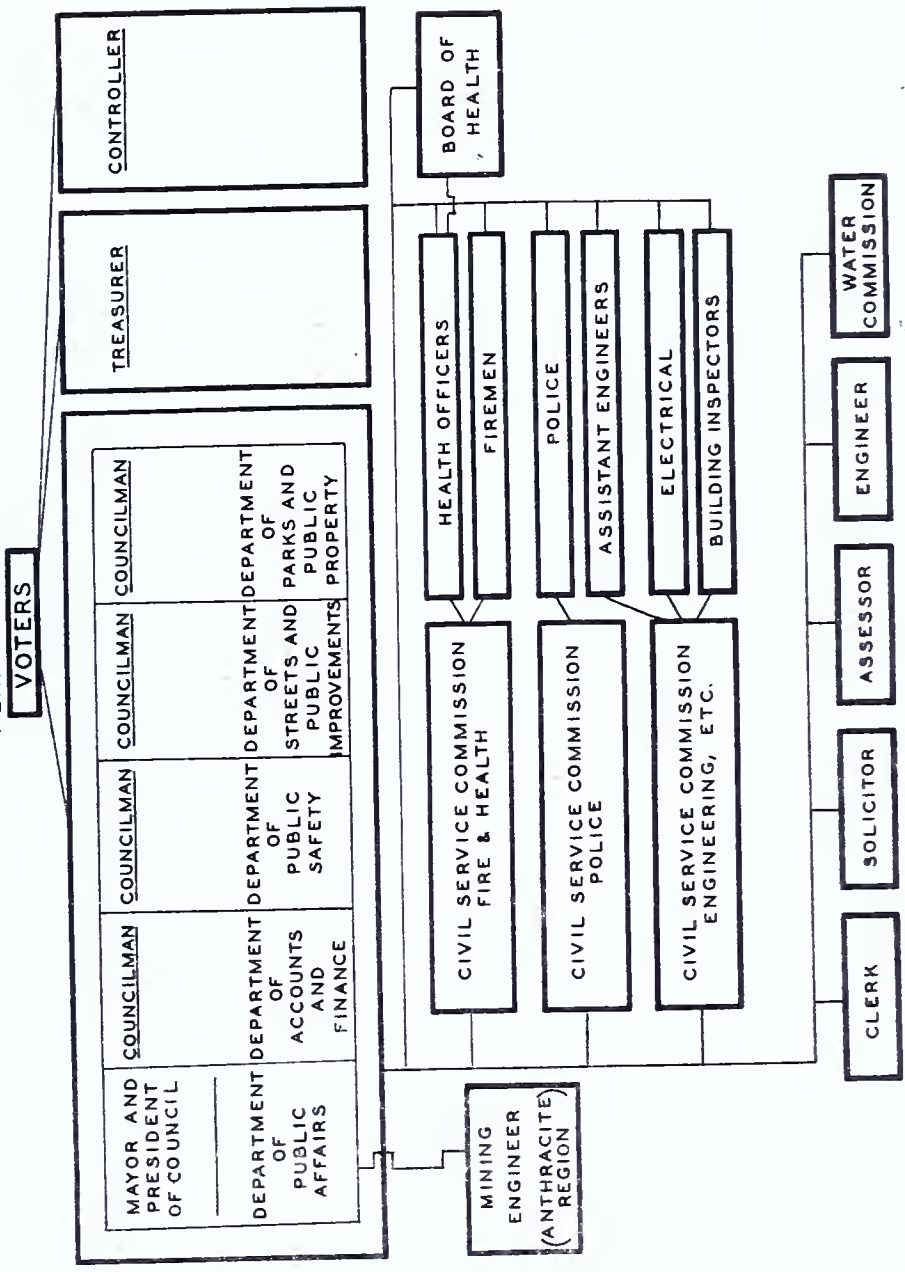 VOTERS
MAYOR AND
PRESIDENT
OF COUNCIL
DEPARTMENT
OF
PUBLIC
AFFAIRS
COUNCILMAN
DEPARTMENT
OF
ACCOUNTS
AND
FINANCE
COUNCILMAN
DEPARTMENT
OF
PUBLIC
SAFETY
COUNCILMAN
DEPARTMENT
OF
STREETS AND
PUBLIC
IMPROVEMENTS
COUNCILMAN
DEPARTMENT
OF
PARKS AND
PUBLIC
PROPERTY
TREASURER
CONTROLLER
MINING
ENGINEER
(ANTHRACITE)
REGION
CIVIL SERVICE COMMISSION
FIRE & HEALTH
CIVIL SERVICE COMMISSION
POLICE
CIVIL SERVICE COMMISSION
ENGINEERING, ETC.
HEALTH OFFICERS
FIREMEN
POLICE
ASSISTANT ENGINEERS
ELECTRICAL
BUILDING INSPECTORS
BOARD OF
HEALTH
CLERK
SOLICITOR
ASSESSOR
ENGINEER
WATER
COMMISSION